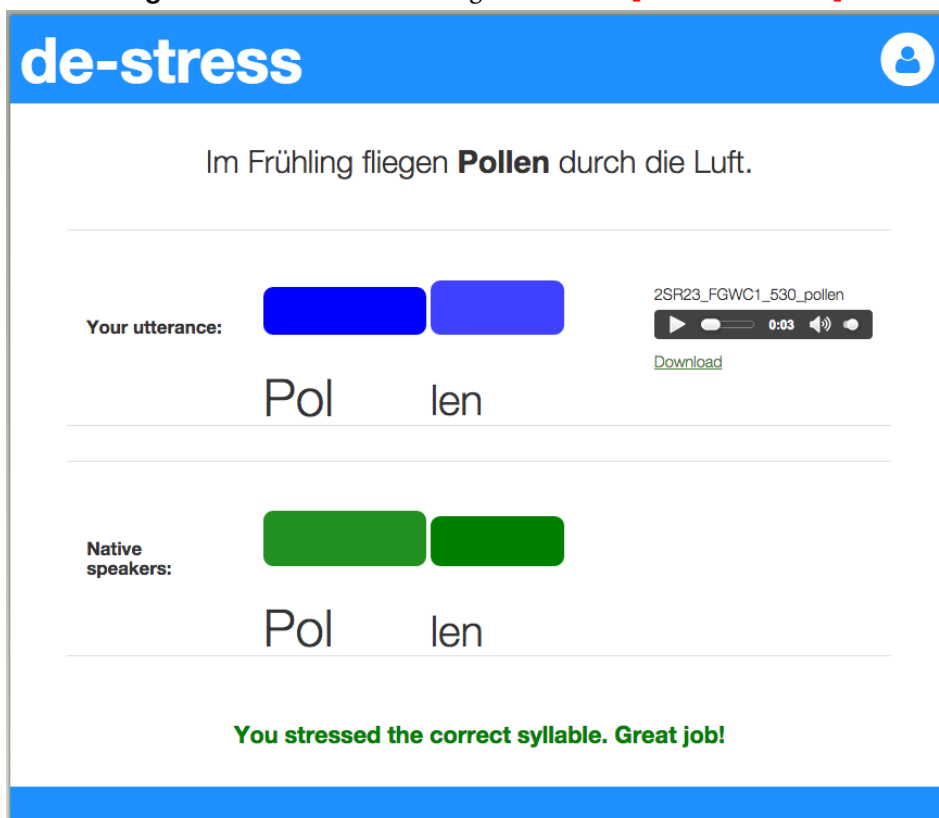 de-stress
Im Frühling fliegen Pollen durch die Luft.
Your utterance:
Pol len
2SR23_FGWC1_530_pollen
0:03
Download
Native
speakers:
Pol len
You stressed the correct syllable. Great job!